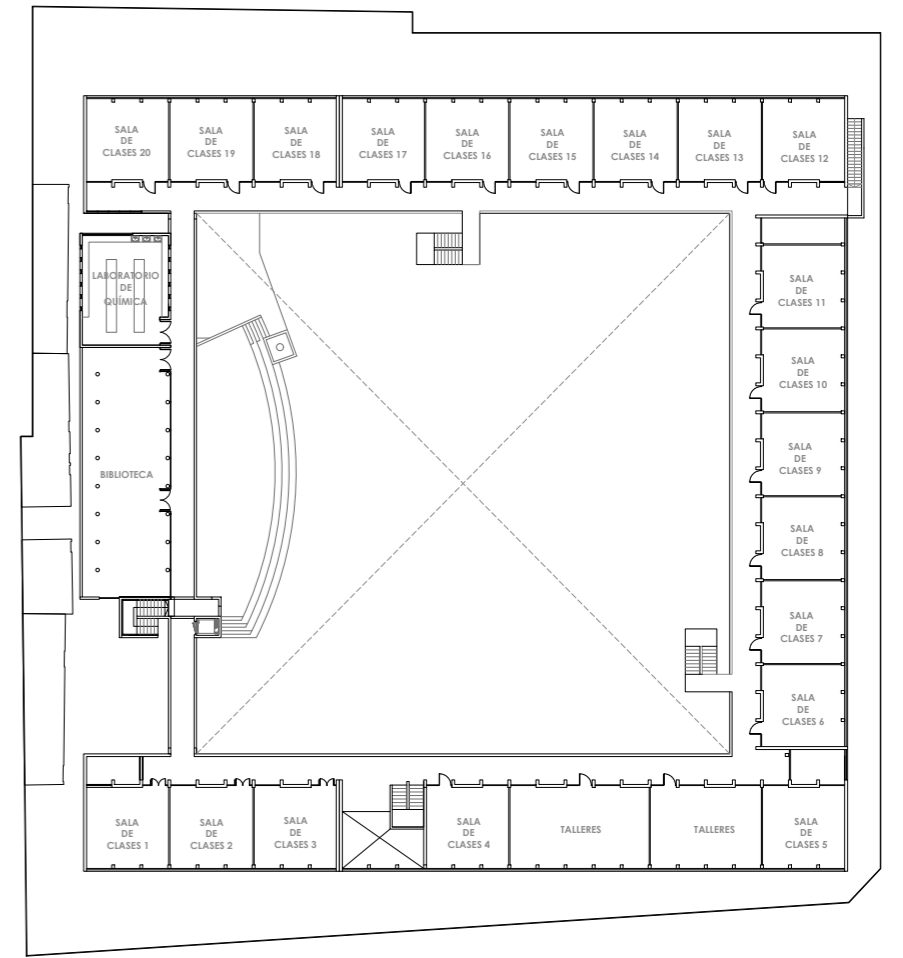 SALA
DE
CLASES 20
SALA
DE
CLASES 19
SALA
DE
CLASES 18
SALA
DE
CLASES 17
SALA
DE
CLASES 16
SALA
DE
CLASES 15
SALA
DE
CLASES 14
SALA
DE
CLASES 13
SALA
DE
CLASES 12
LABORATORIO
DE
QUÍMICA
SALA
DE
CLASES 11
SALA
DE
CLASES 10
BIBLIOTECA
SALA
DE
CLASES 9
SALA
DE
CLASES 8
SALA
DE
CLASES 7
SALA
DE
CLASES 6
SALA
DE
CLASES 1
SALA
DE
CLASES 2
SALA
DE
CLASES 3
SALA
DE
CLASES 4
TALLERES
TALLERES
SALA
DE
CLASES 5